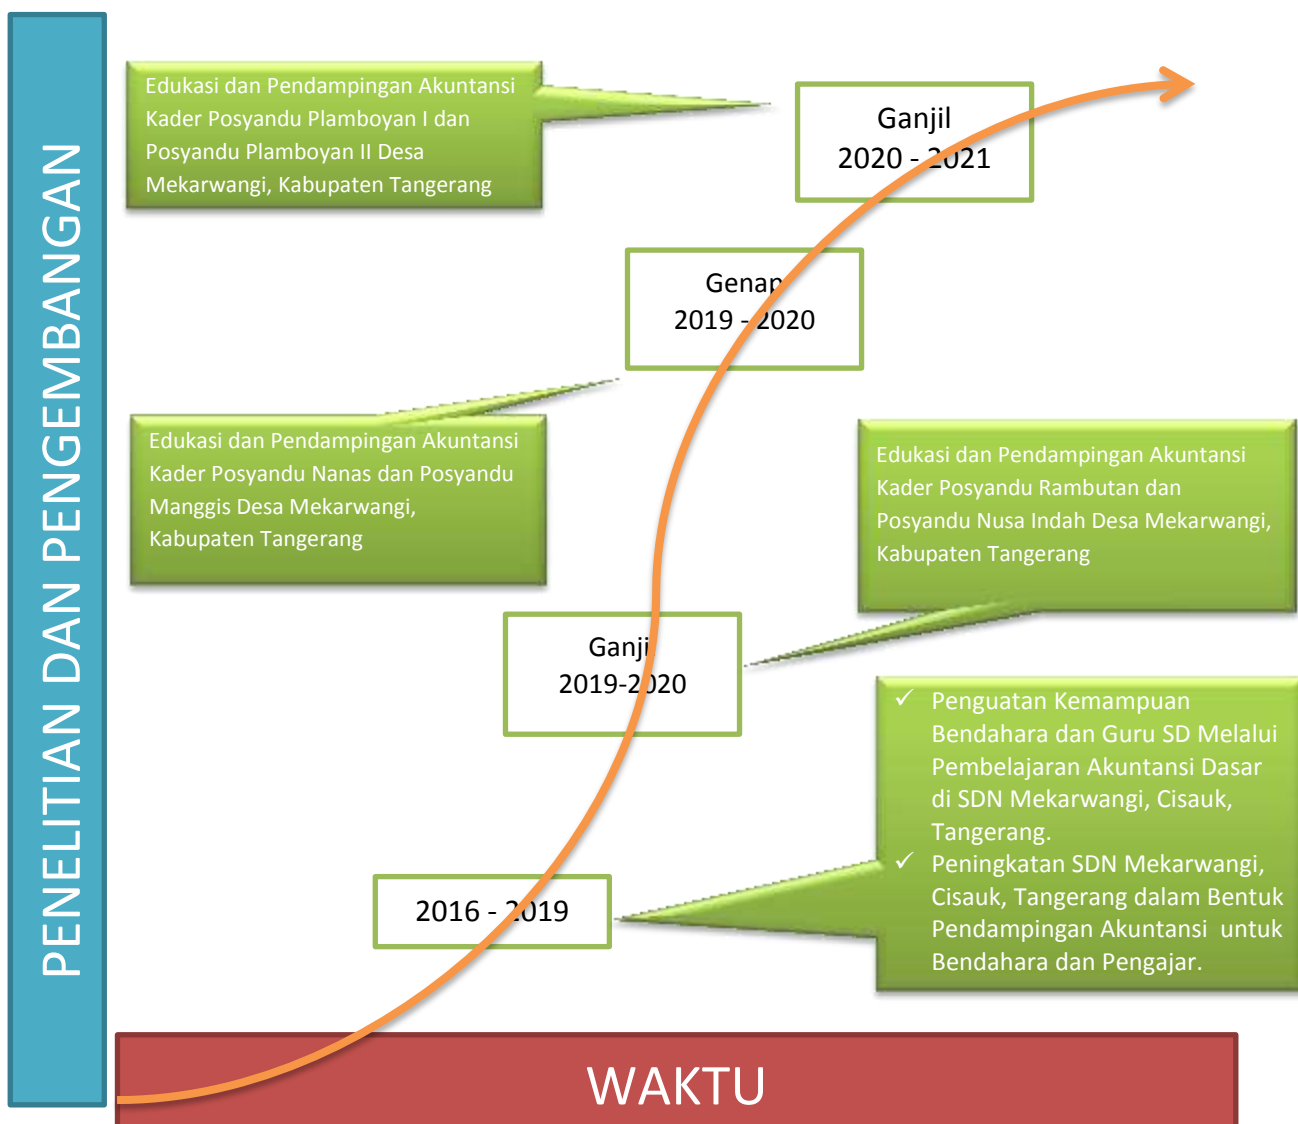 PENELITIAN DAN PENGEMBANGAN
Edukasi dan Pendampingan Akuntansi
Kader Posyandu Plamboyan I dan
Posyandu Plamboyan II Desa
Mekarwangi, Kabupaten Tangerang
Ganjil
2020 - 2021
Genap
2019 - 2020
Edukasi dan Pendampingan Akuntansi
Kader Posyandu Nanas dan Posyandu
Manggis Desa Mekarwangi,
Kabupaten Tangerang
Edukasi dan Pendampingan Akuntansi
Kader Posyandu Rambutan dan
Posyandu Nusa Indah Desa Mekarwangi,
Kabupaten Tangerang
Ganjil
2019-2020
✓ Penguatan Kemampuan
Bendahara dan Guru SD Melalui
Pembelajaran Akuntansi Dasar
di SDN Mekarwangi, Cisauk,
Tangerang.
✓ Peningkatan SDN Mekarwangi,
Cisauk, Tangerang dalam Bentuk
Pendampingan Akuntansi untuk
Bendahara dan Pengajar.
2016 - 2019
WAKTU